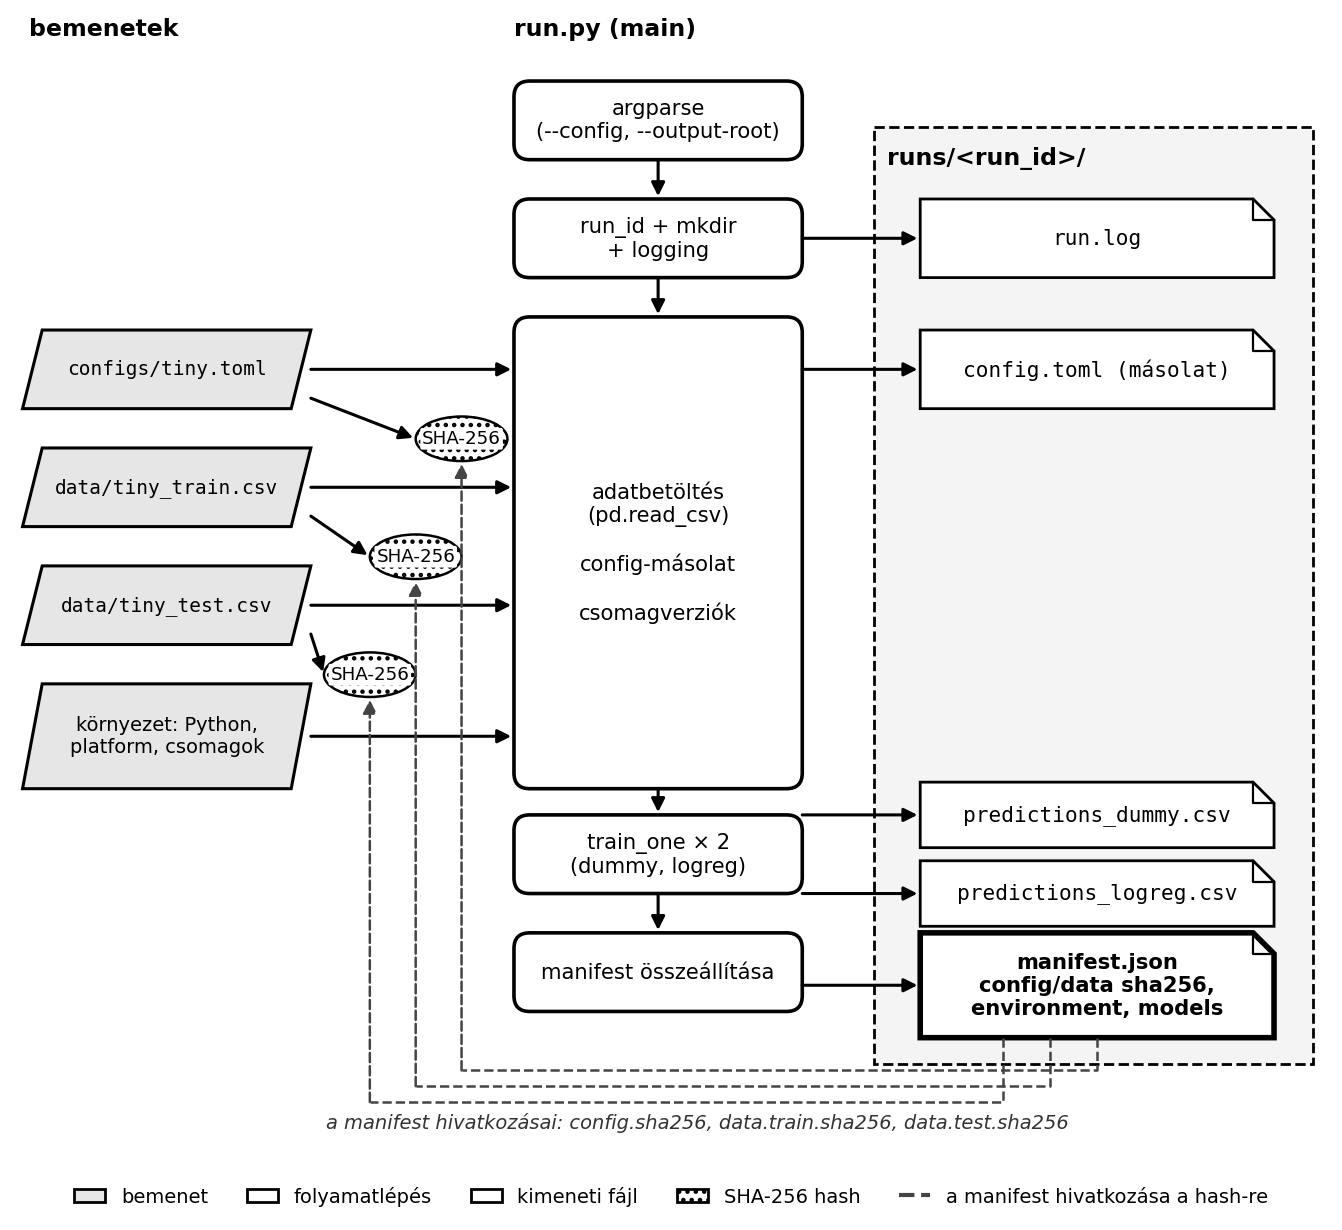 bemenetek
run.py (main)
argparse
(--config, --output-root)
runs/<run_id>/
run_id + mkdir
+ logging
run.log
configs/tiny.toml
config.toml (másolat)
SHA-256
data/tiny_train.csv
adatbetöltés
(pd.read_csv)
config-másolat
csomagverziók
SHA-256
data/tiny_test.csv
SHA-256
környezet: Python,
platform, csomagok
train_one × 2
(dummy, logreg)
predictions_dummy.csv
predictions_logreg.csv
manifest összeállítása
manifest.json
config/data sha256,
environment, models
a manifest hivatkozásai: config.sha256, data.train.sha256, data.test.sha256
bemenet
folyamatlépés
kimeneti fájl
SHA-256 hash
a manifest hivatkozása a hash-re